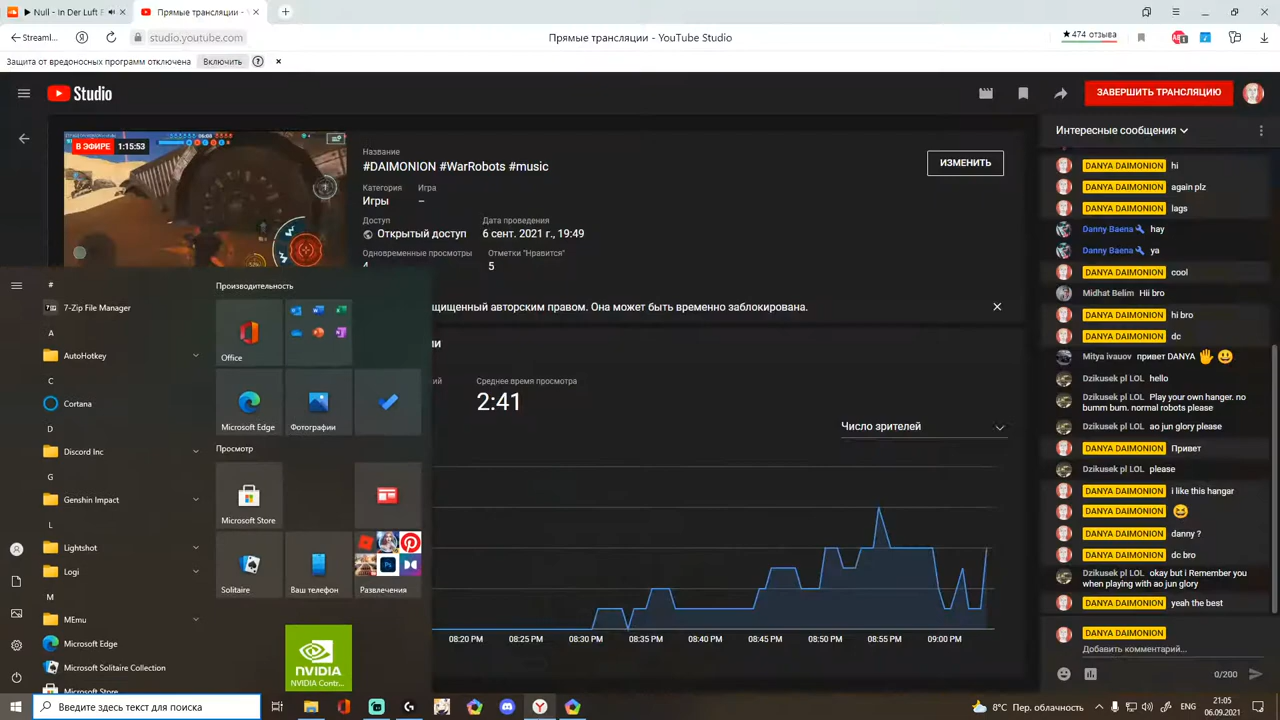 Null - In Der Luft
Прямые трансляции -
Streaml...
studio.youtube.com
Прямые трансляции - YouTube Studio
★474 отзыва
Защита от вредоносных программ отключена
Включить
Studio
ЗАВЕРШИТЬ ТРАНСЛЯЦИЮ
В ЭФИРЕ
1:15:53
Название
#DAIMONION #WarRobots #music
ИЗМЕНИТЬ
Категория
Игра
Игры
–
Доступ
Дата проведения
Открытый доступ
6 сент. 2021 г., 19:49
Одновременные просмотры
Отметки "Нравится"
4
5
щищенный авторским правом. Она может быть временно заблокирована.
ии
ий
Среднее время просмотра
2:41
Число зрителей
08:20 PM
08:25 PM
08:30 PM
08:35 PM
08:40 PM
08:45 PM
08:50 PM
08:55 PM
09:00 PM
#
7-Zip File Manager
A
AutoHotkey
C
Cortana
D
Discord Inc
G
Genshin Impact
L
Lightshot
Logi
M
MEmu
Microsoft Edge
Microsoft Solitaire Collection
Microsoft Store
Производительность
Office
Microsoft Edge
Фотографии
Просмотр
Microsoft Store
Solitaire
Ваш телефон
Развлечения
NVIDIA
NVIDIA Contr...
Интересные сообщения
DANYA DAIMONION hi
DANYA DAIMONION again plz
DANYA DAIMONION lags
Danny Baena hay
Danny Baena ya
DANYA DAIMONION cool
Midhat Belim Hii bro
DANYA DAIMONION hi bro
DANYA DAIMONION dc
Mitya ivauov привет DANYA 🖐😃
Dzikusek pl LOL hello
Dzikusek pl LOL Play your own hanger. no
bumm bum. normal robots please
Dzikusek pl LOL ao jun glory please
DANYA DAIMONION Привет
Dzikusek pl LOL please
DANYA DAIMONION i like this hangar
DANYA DAIMONION 😆
DANYA DAIMONION danny ?
DANYA DAIMONION dc bro
Dzikusek pl LOL okay but i Remember you
when playing with ao jun glory
DANYA DAIMONION yeah the best
DANYA DAIMONION
Добавить комментарий...
0/200
Введите здесь текст для поиска
8°C Пер. облачность
ENG
21:05
06.09.2021